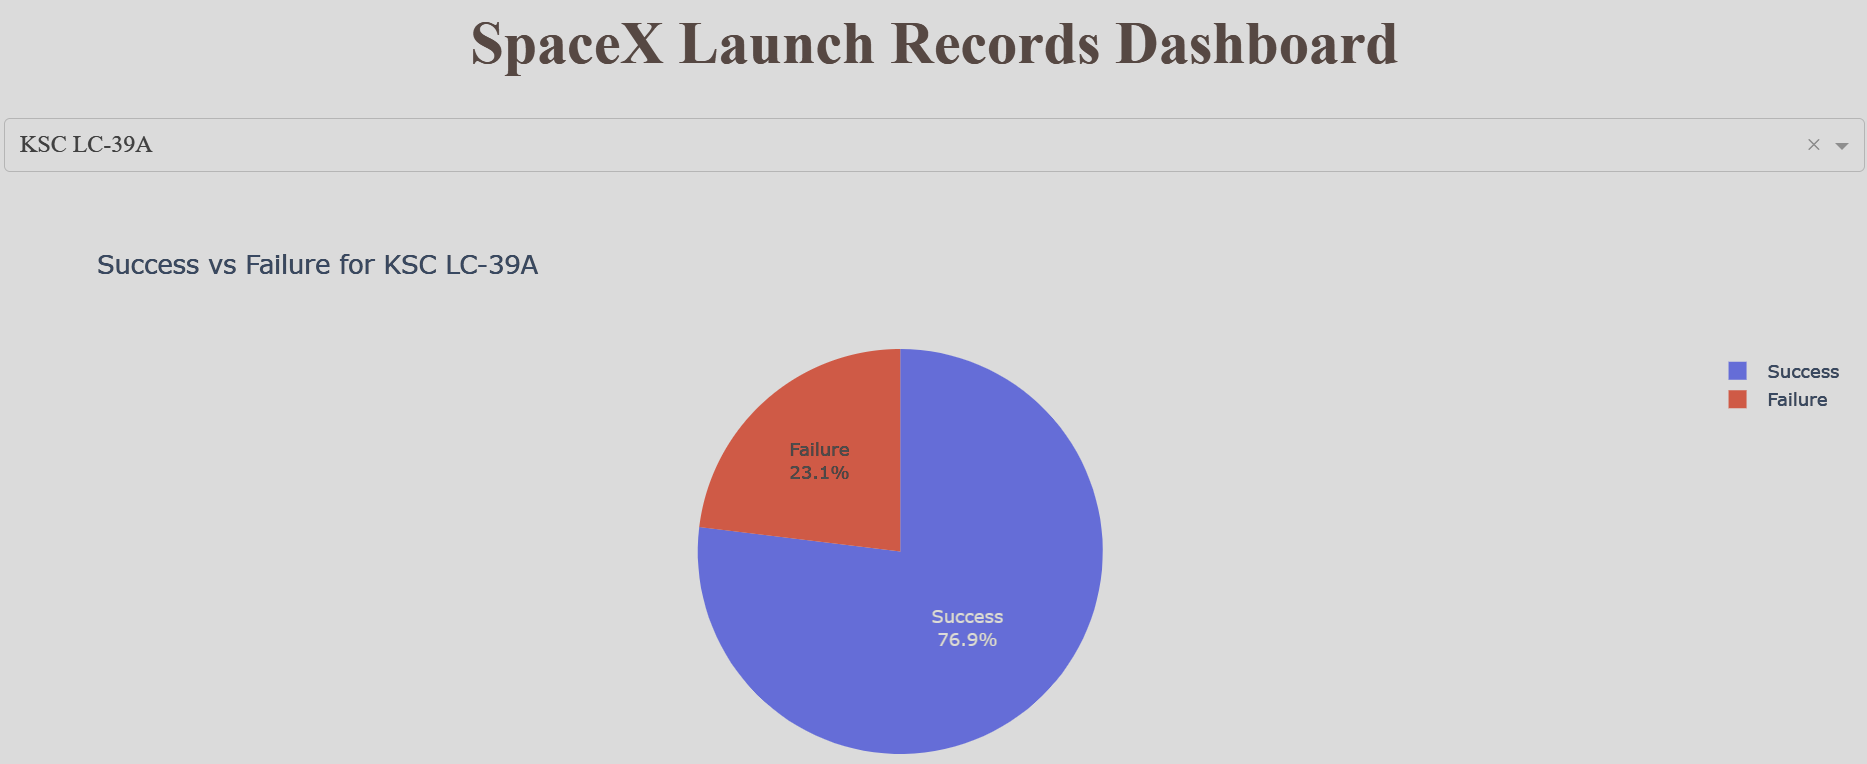 SpaceX Launch Records Dashboard
KSC LC-39A
Success vs Failure for KSC LC-39A
Success
Failure
Failure
23.1%
Success
76.9%